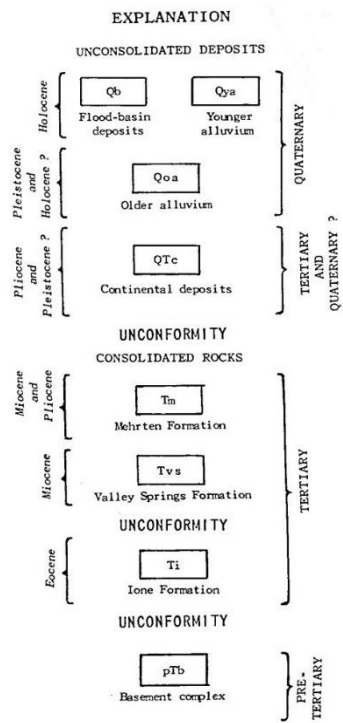 EXPLANATION
UNCONSOLIDATED DEPOSITS
Holocene
Qb
Flood-basin
deposits
Qya
Younger
alluvium
QUATERNARY
Pleistocene
and
Holocene ?
Qoa
Older alluvium
Pliocene
and
Pleistocene ?
QTc
Continental deposits
TERTIARY
AND
QUATERNARY ?
UNCONFORMITY
CONSOLIDATED ROCKS
Miocene
and
Pliocene
Tm
Mehrten Formation
Miocene
Tvs
Valley Springs Formation
TERTIARY
UNCONFORMITY
Eocene
Ti
Ione Formation
UNCONFORMITY
pTb
Basement complex
PRE-
TERTIARY